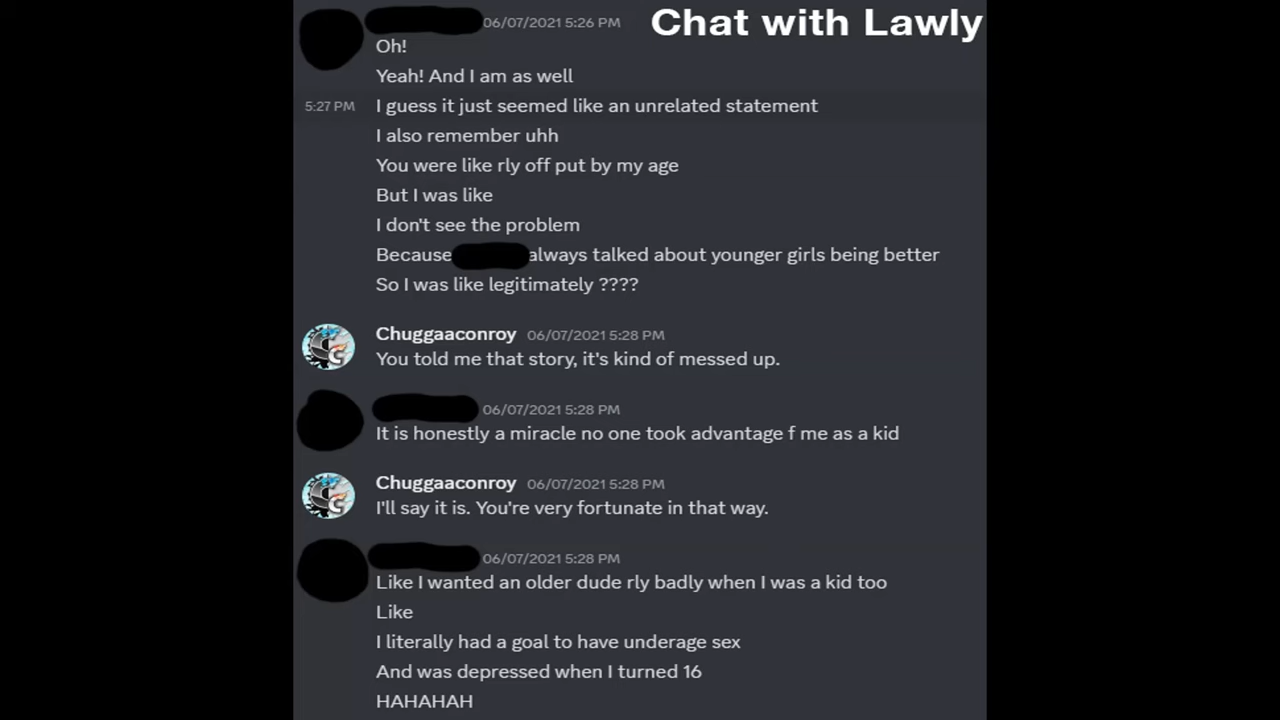 Chat with Lawly
06/07/2021 5:26 PM
Oh!
Yeah! And I am as well
5:27 PM I guess it just seemed like an unrelated statement
I also remember uhh
You were like rly off put by my age
But I was like
I don't see the problem
Because always talked about younger girls being better
So I was like legitimately ????
Chuggaaconroy 06/07/2021 5:28 PM
You told me that story, it's kind of messed up.
06/07/2021 5:28 PM
It is honestly a miracle no one took advantage f me as a kid
Chuggaaconroy 06/07/2021 5:28 PM
I'll say it is. You're very fortunate in that way.
06/07/2021 5:28 PM
Like I wanted an older dude rly badly when I was a kid too
Like
I literally had a goal to have underage sex
And was depressed when I turned 16
HAHAHAH